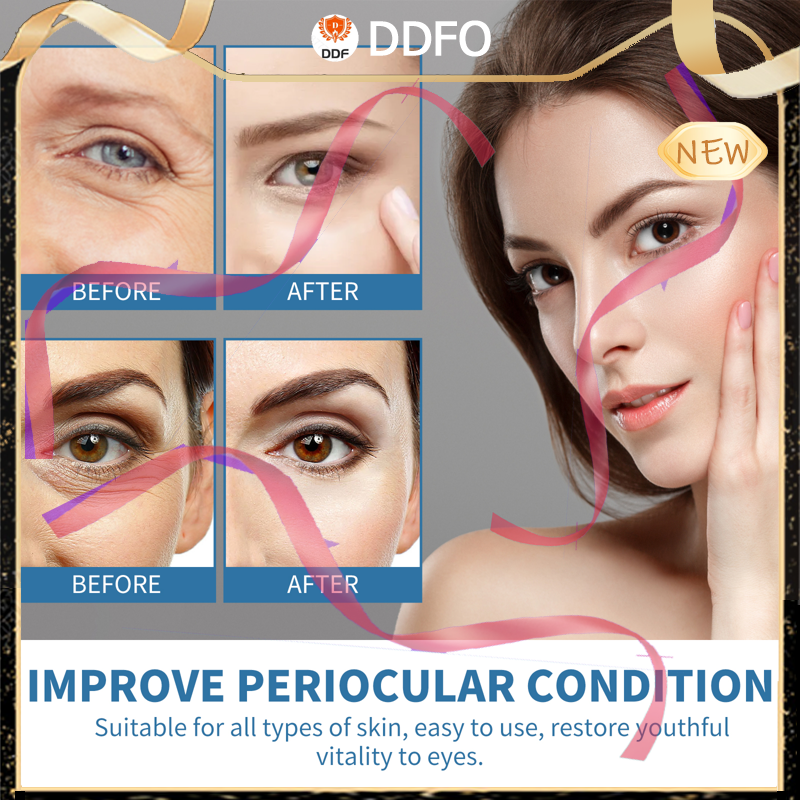 DDF DDFO
NEW
BEFORE AFTER
BEFORE AFTER
IMPROVE PERIOCULAR CONDITION
Suitable for all types of skin, easy to use, restore youthful
vitality to eyes.